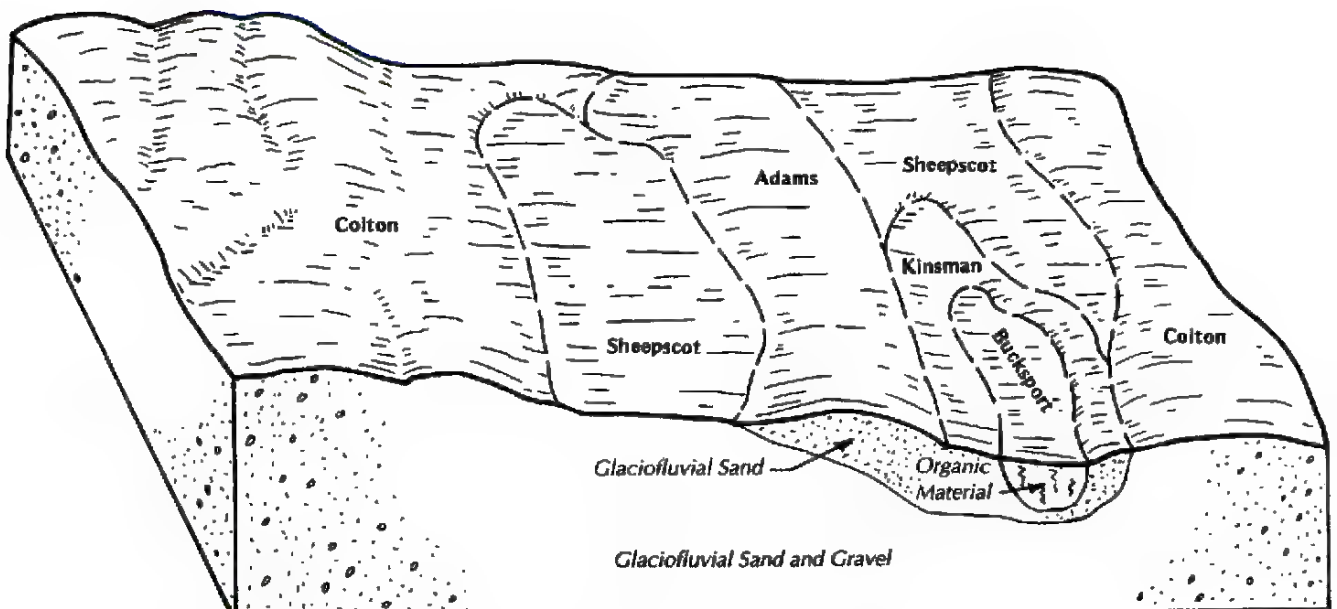 Sheepscot
Adams
Colton
Kinsman
Sheepscot
Bucksport
Colton
Glaciofluvial Sand
Organic
Material
Glaciofluvial Sand and Gravel